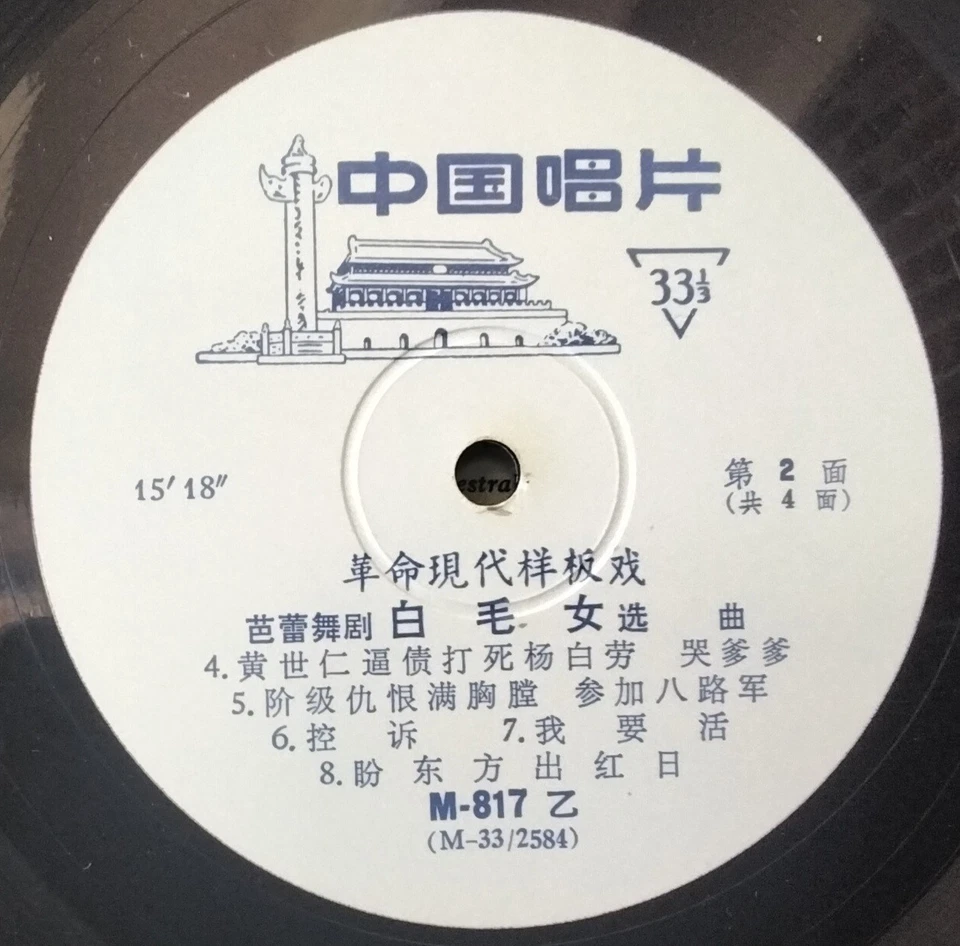 中国唱片
33⅓
15′18″
第 2 面
(共 4 面)
estra
革命現代样板戏
芭蕾舞剧 白毛女 选曲
4.黄世仁逼债打死杨白劳 哭爹爹
5.阶级仇恨满胸膛 参加八路军
6.控诉 7.我要活
8.盼东方出红日
M-817 乙
(M-33/2584)